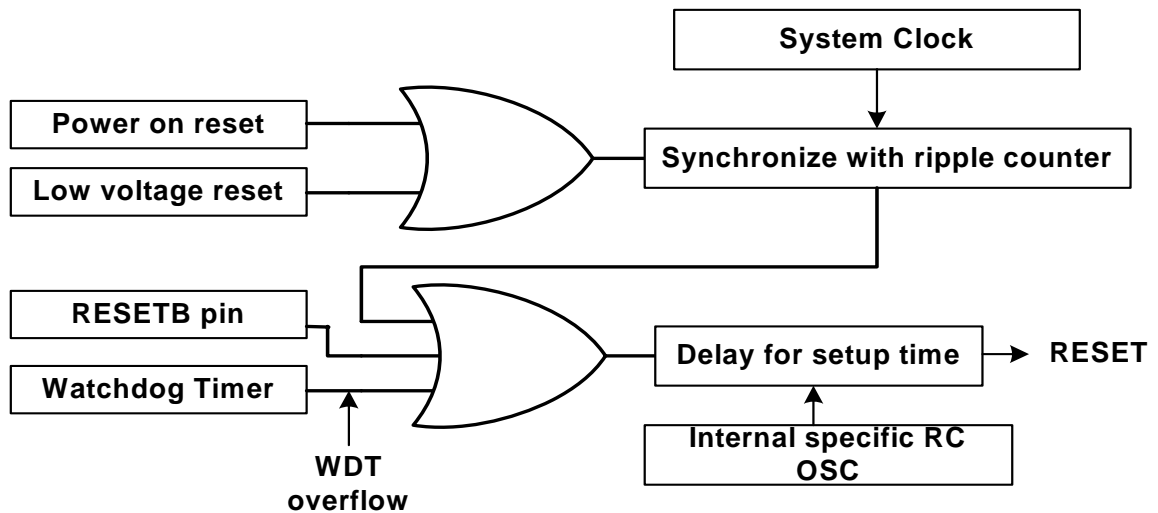 System Clock
Power on reset
Synchronize with ripple counter
Low voltage reset
RESETB pin
Delay for setup time
RESET
Watchdog Timer
Internal specific RC
OSC
WDT
overflow